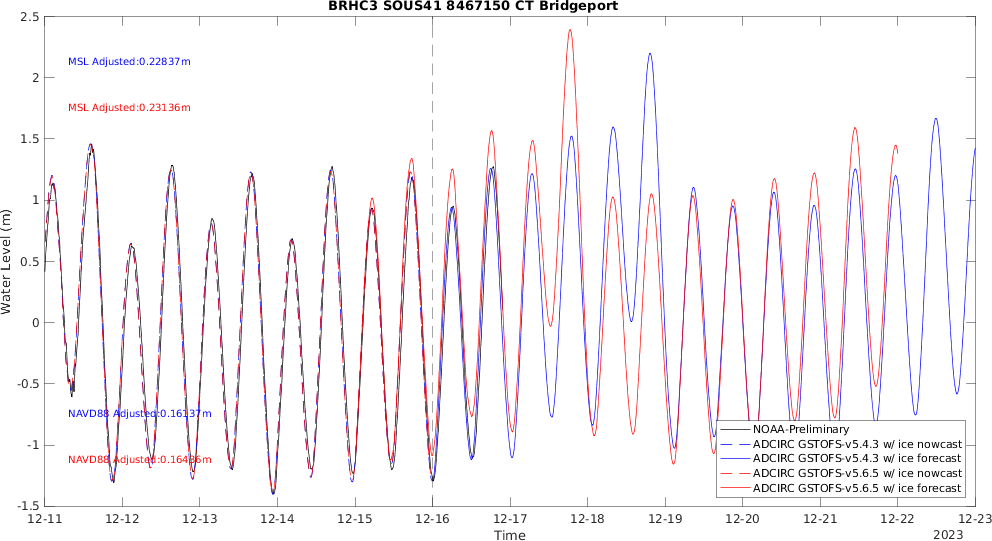 BRHC3 SOUS41 8467150 CT Bridgeport
2.5
2
1.5
1
0.5
0
-0.5
-1
-1.5
Water Level (m)
MSL Adjusted:0.22837m
MSL Adjusted:0.23136m
NAVD88 Adjusted:0.16137m
NAVD88 Adjusted:0.16436m
NOAA-Preliminary
ADCIRC GSTOFS-v5.4.3 w/ ice nowcast
ADCIRC GSTOFS-v5.4.3 w/ ice forecast
ADCIRC GSTOFS-v5.6.5 w/ ice nowcast
ADCIRC GSTOFS-v5.6.5 w/ ice forecast
12-11 12-12 12-13 12-14 12-15 12-16 12-17 12-18 12-19 12-20 12-21 12-22 12-23
Time
2023